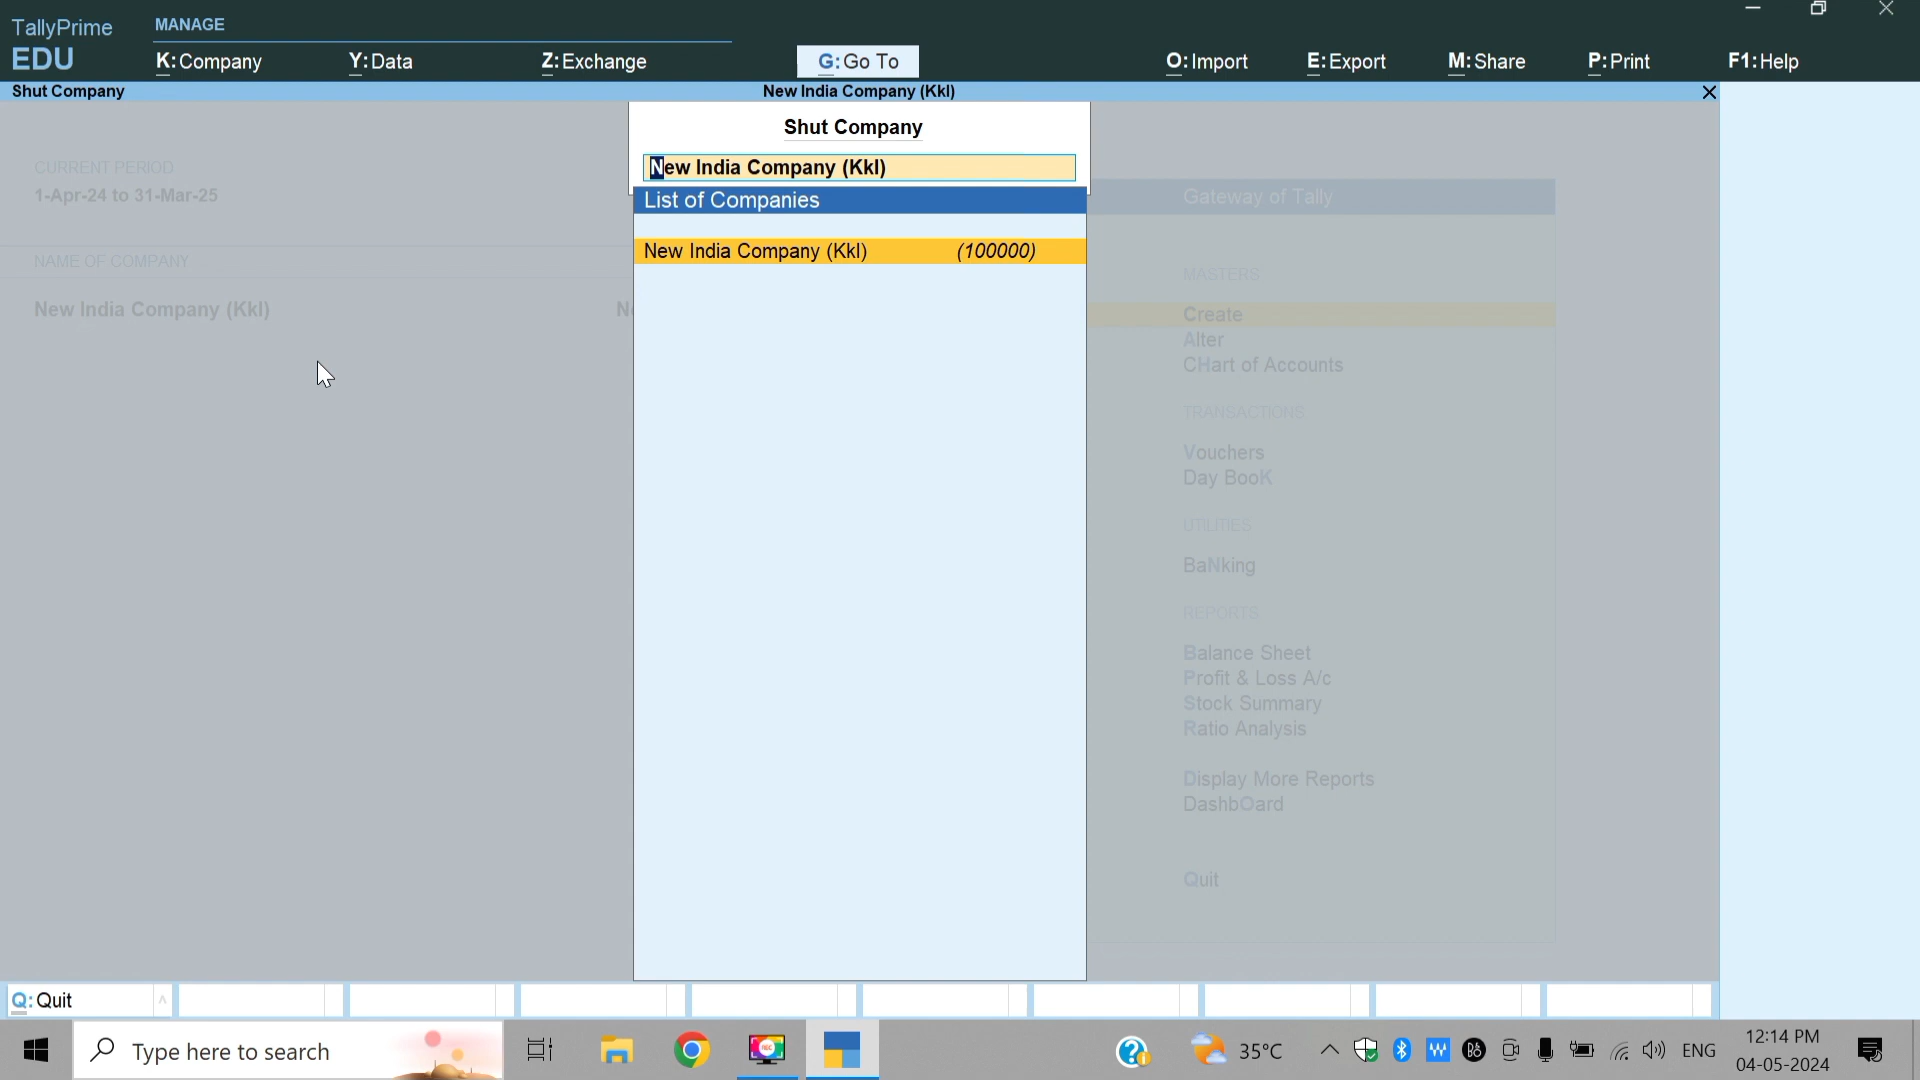 TallyPrime
EDU
MANAGE
K:Company
Y:Data
Z:Exchange
G:Go To
O:Import
E:Export
M:Share
P:Print
F1:Help
Shut Company
New India Company (Kkl)
Shut Company
New India Company (Kkl)
List of Companies
New India Company (Kkl) (100000)
CURRENT PERIOD
1-Apr-24 to 31-Mar-25
NAME OF COMPANY
New India Company (Kkl)
Gateway of Tally
MASTERS
Create
Alter
CHart of Accounts
TRANSACTIONS
Vouchers
Day BooK
UTILITIES
BaNking
REPORTS
Balance Sheet
Profit & Loss A/c
Stock Summary
Ratio Analysis
Display More Reports
DashbOard
Quit
Q:Quit
Type here to search
35°C
ENG
12:14 PM
04-05-2024